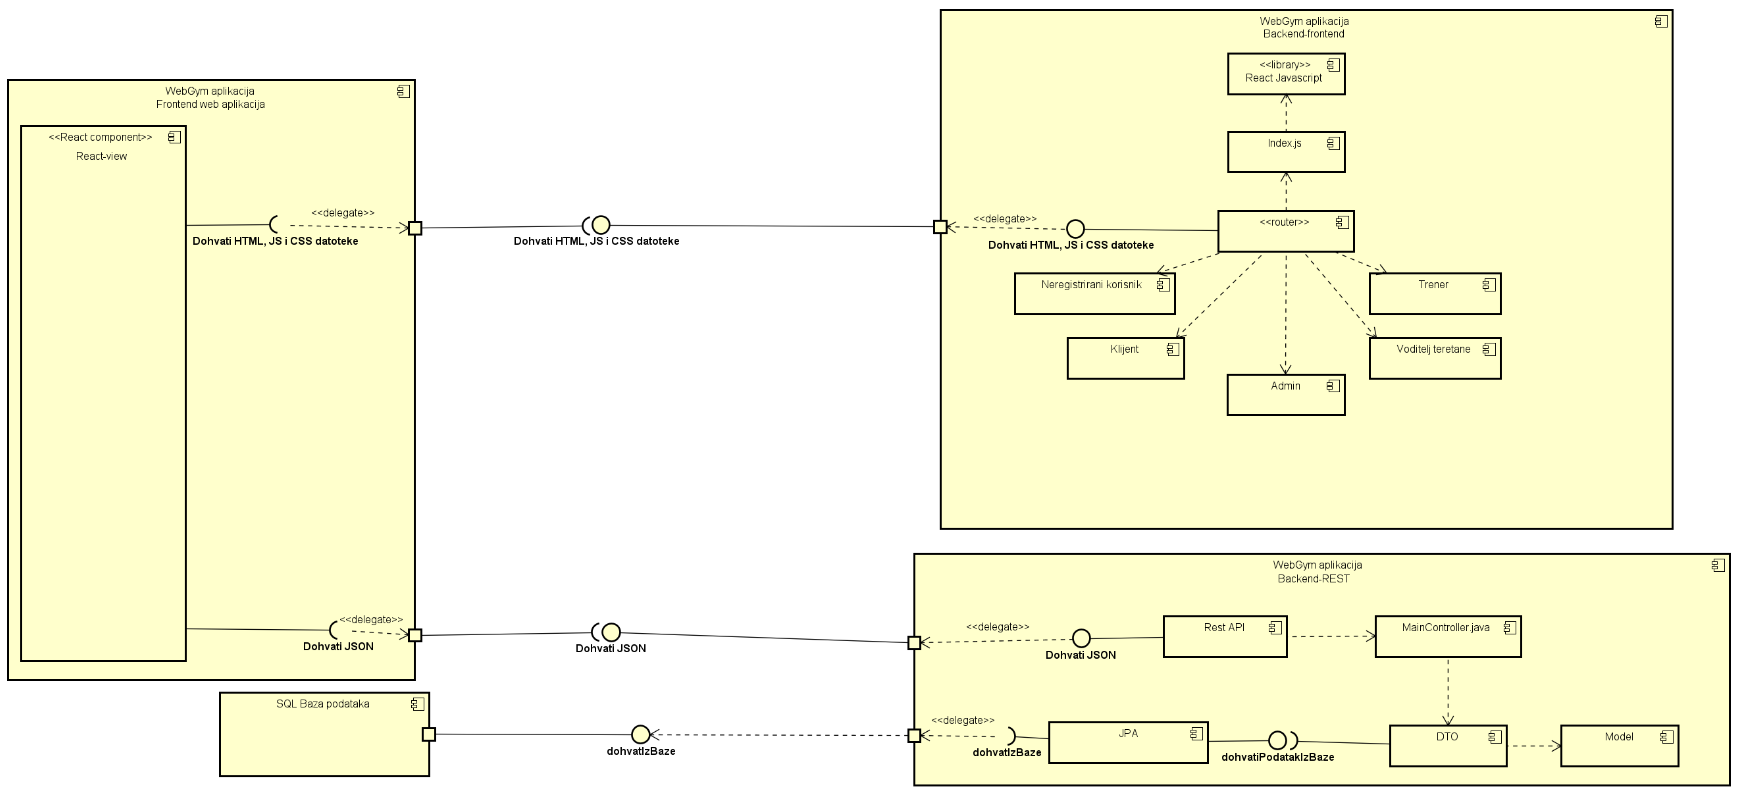 WebGym aplikacija
Frontend web aplikacija
<<React component>>
React-view
<<delegate>>
Dohvati HTML, JS i CSS datoteke
<<delegate>>
Dohvati JSON
Dohvati HTML, JS i CSS datoteke
Dohvati JSON
SQL Baza podataka
dohvatIzBaze
WebGym aplikacija
Backend-frontend
<<library>>
React Javascript
Index.js
<<router>>
<<delegate>>
Dohvati HTML, JS i CSS datoteke
Neregistrirani korisnik
Trener
Klijent
Voditelj teretane
Admin
WebGym aplikacija
Backend-REST
<<delegate>>
Dohvati JSON
Rest API
MainController.java
<<delegate>>
dohvatIzBaze
JPA
dohvatiPodatakIzBaze
DTO
Model